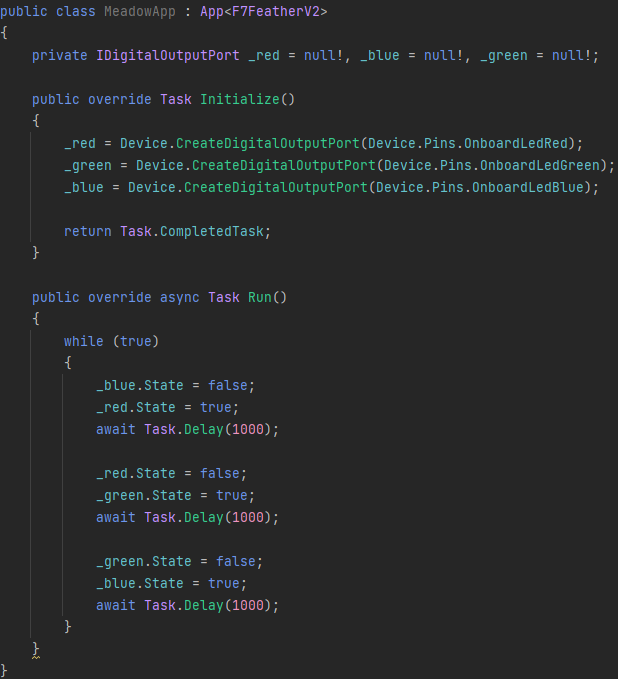 public class MeadowApp : App<F7FeatherV2>
{
    private IDigitalOutputPort _red = null!, _blue = null!, _green = null!;

    public override Task Initialize()
    {
        _red = Device.CreateDigitalOutputPort(Device.Pins.OnboardLedRed);
        _green = Device.CreateDigitalOutputPort(Device.Pins.OnboardLedGreen);
        _blue = Device.CreateDigitalOutputPort(Device.Pins.OnboardLedBlue);

        return Task.CompletedTask;
    }

    public override async Task Run()
    {
        while (true)
        {
            _blue.State = false;
            _red.State = true;
            await Task.Delay(1000);

            _red.State = false;
            _green.State = true;
            await Task.Delay(1000);

            _green.State = false;
            _blue.State = true;
            await Task.Delay(1000);
        }
    }
}